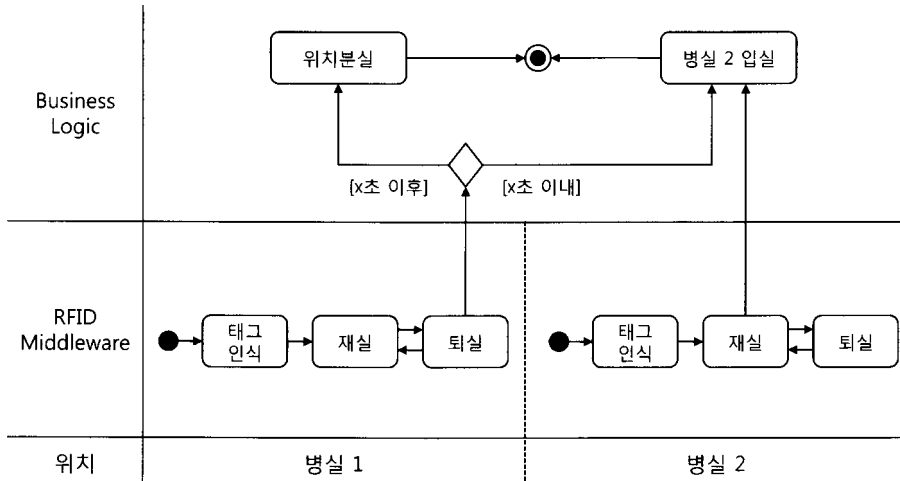 위치분실
병실 2 입실
Business
Logic
[x초 이후]
[x초 이내]
RFID
Middleware
태그
인식
재실
퇴실
태그
인식
재실
퇴실
위치
병실 1
병실 2